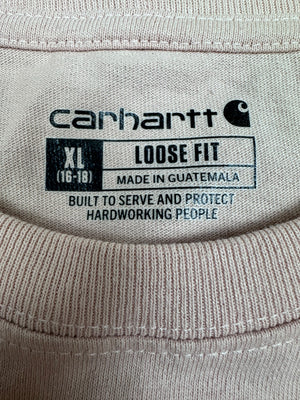 carhartt
XL LOOSE FIT
(16-18) MADE IN GUATEMALA
BUILT TO SERVE AND PROTECT
HARDWORKING PEOPLE